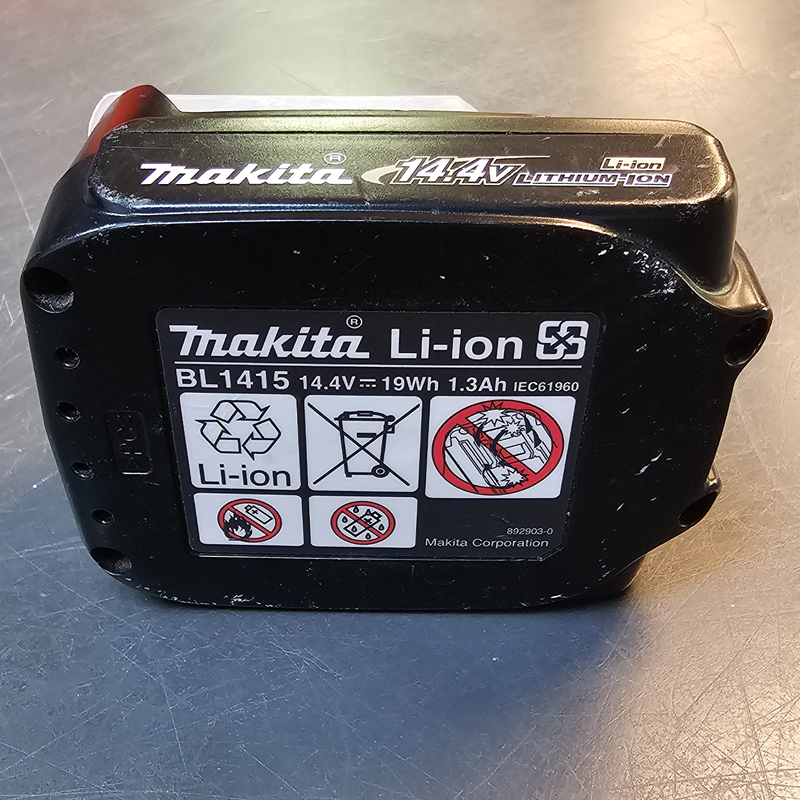 makita® 14.4V Li-ion
LITHIUM-ION
makita® Li-ion
BL1415 14.4V⎓19Wh 1.3Ah IEC61960
Li-ion
892903-0
Makita Corporation